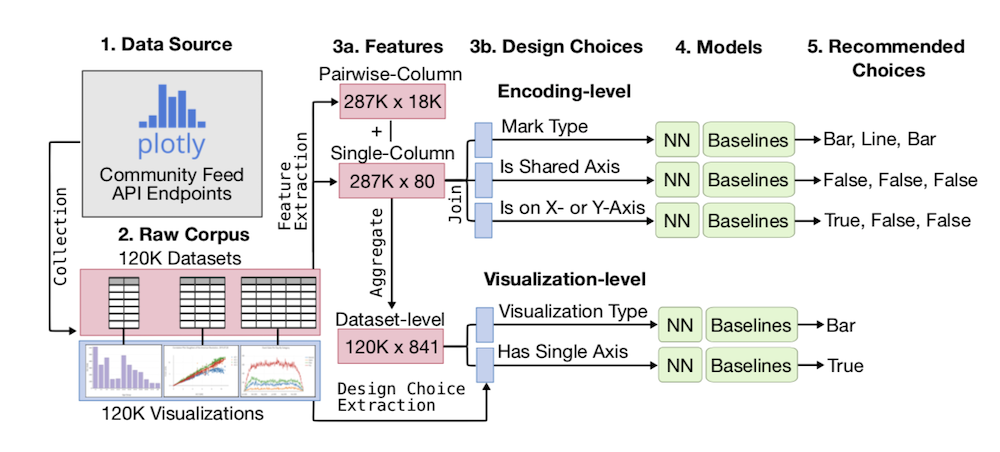 1. Data Source
plotly
Community Feed
API Endpoints
Collection
2. Raw Corpus
120K Datasets
120K Visualizations
Feature
Extraction
3a. Features
Pairwise-Column
287K x 18K
+
Single-Column
287K x 80
Aggregate
Dataset-level
120K x 841
Design Choice
Extraction
Join
3b. Design Choices
Encoding-level
Mark Type
Is Shared Axis
Is on X- or Y-Axis
Visualization-level
Visualization Type
Has Single Axis
4. Models
NN Baselines
NN Baselines
NN Baselines
NN Baselines
NN Baselines
5. Recommended
Choices
Bar, Line, Bar
False, False, False
True, False, False
Bar
True